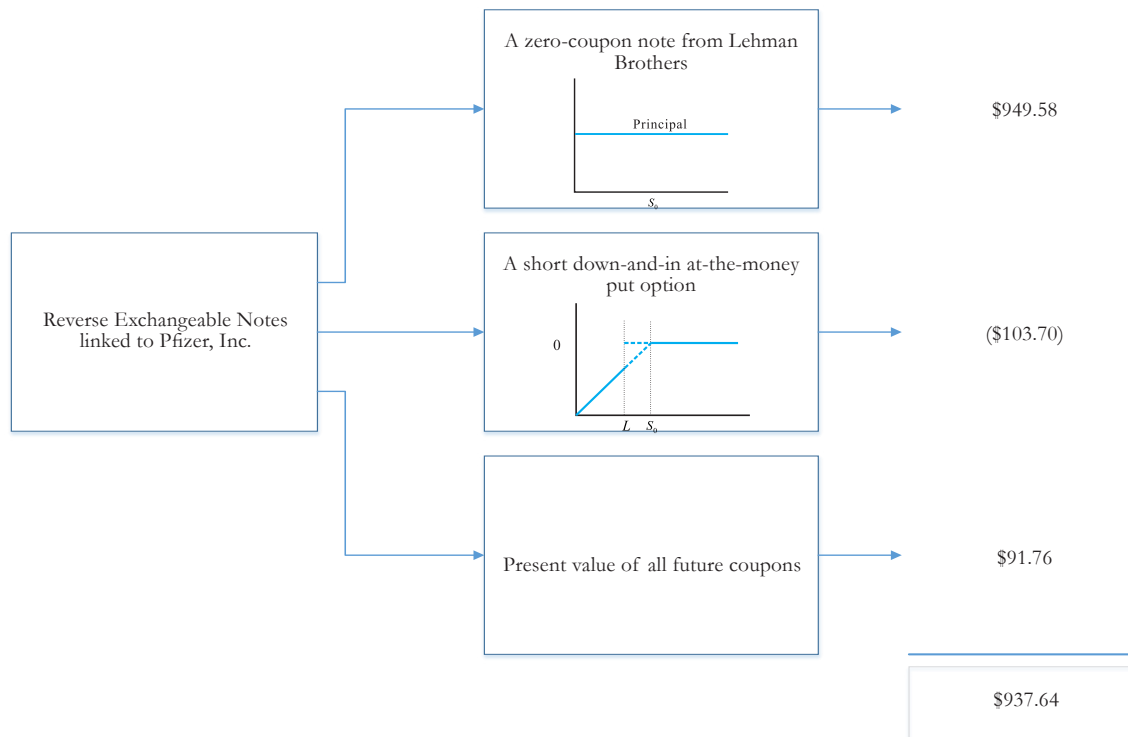 A zero-coupon note from Lehman
Brothers
Principal
S₀
$949.58
Reverse Exchangeable Notes
linked to Pfizer, Inc.
A short down-and-in at-the-money
put option
0
L S₀
($103.70)
Present value of all future coupons
$91.76
$937.64